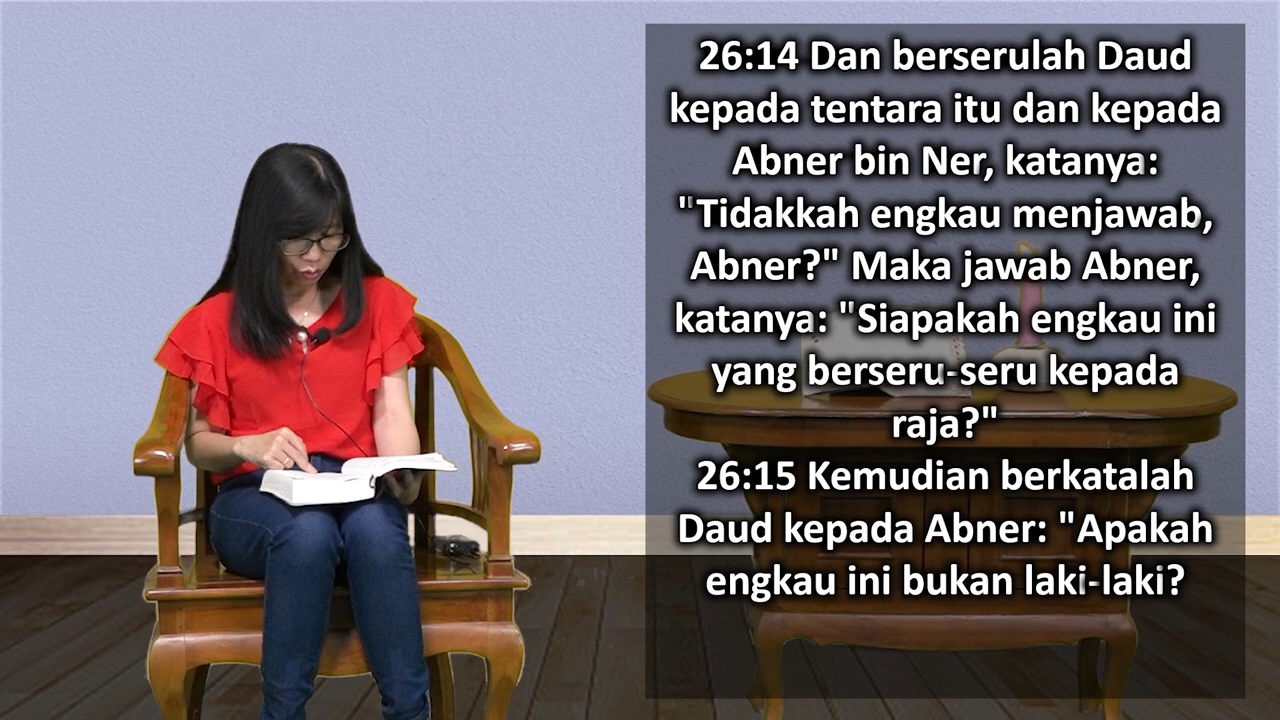 26:14 Dan berserulah Daud
kepada tentara itu dan kepada
Abner bin Ner, katanya:
"Tidakkah engkau menjawab,
Abner?" Maka jawab Abner,
katanya: "Siapakah engkau ini
yang berseru-seru kepada
raja?"
26:15 Kemudian berkatalah
Daud kepada Abner: "Apakah
engkau ini bukan laki-laki?